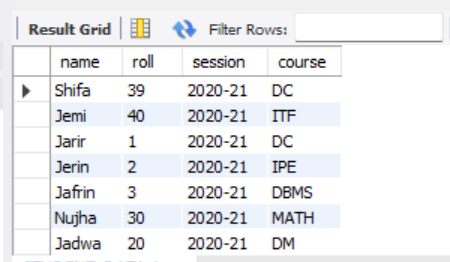 Result Grid Filter Rows:
name roll session course
Shifa 39 2020-21 DC
Jemi 40 2020-21 ITF
Jarir 1 2020-21 DC
Jerin 2 2020-21 IPE
Jafrin 3 2020-21 DBMS
Nujha 30 2020-21 MATH
Jadwa 20 2020-21 DM